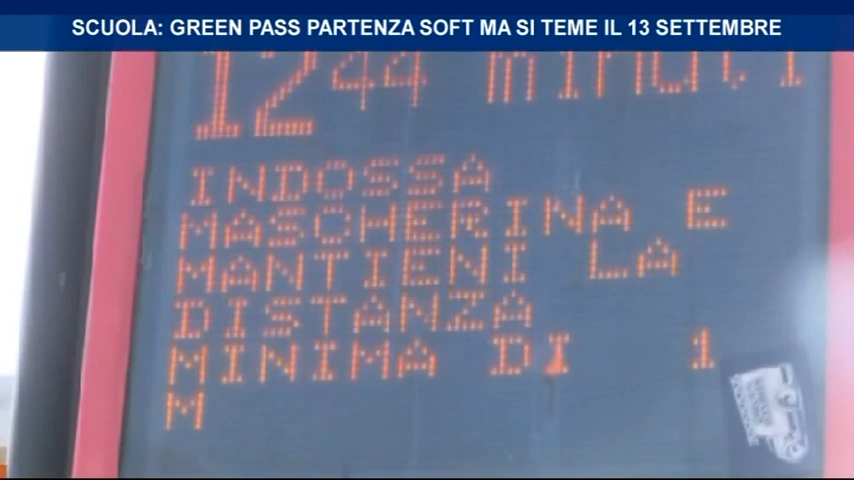 SCUOLA: GREEN PASS PARTENZA SOFT MA SI TEME IL 13 SETTEMBRE
1244 minuti
INDOSSA
MASCHERINA E
MANTIENI LA
DISTANZA
MINIMA DI 1
M